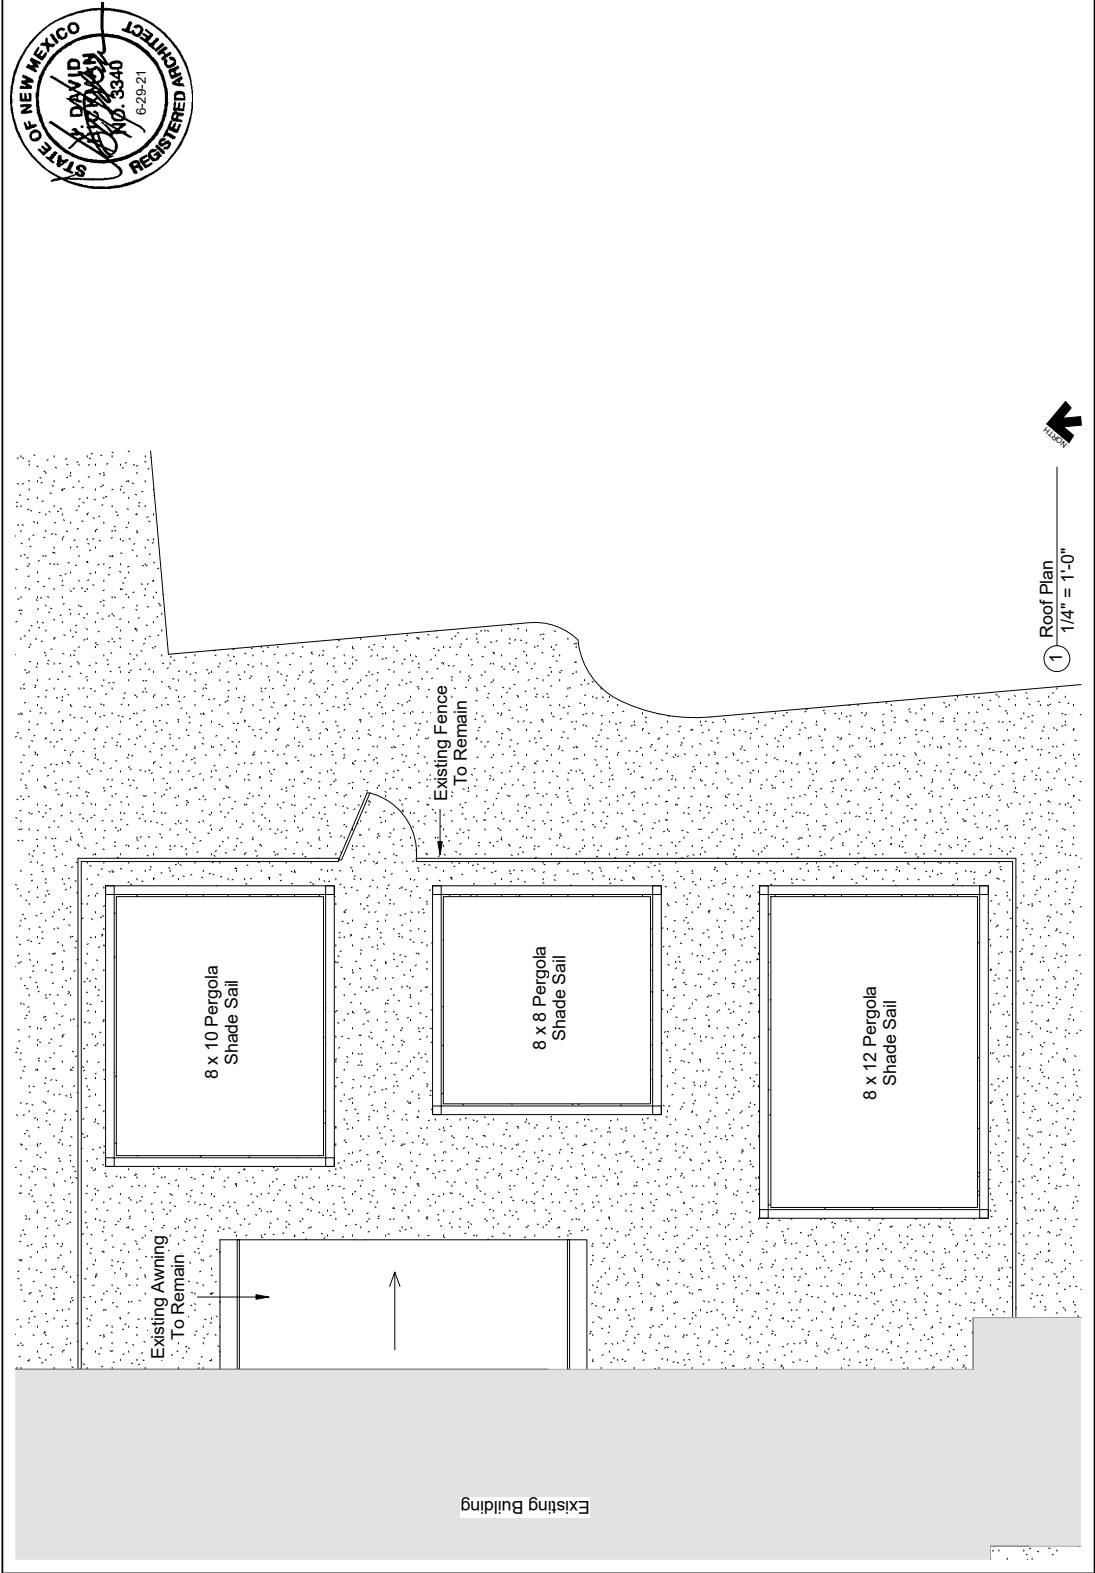 STATE OF NEW MEXICO
DAVID
NO. 3340
6-29-21
REGISTERED ARCHITECT
Existing Awning
To Remain
8 x 10 Pergola
Shade Sail
Existing Fence
To Remain
8 x 8 Pergola
Shade Sail
8 x 12 Pergola
Shade Sail
Existing Building
1
Roof Plan
1/4" = 1'-0"
NORTH